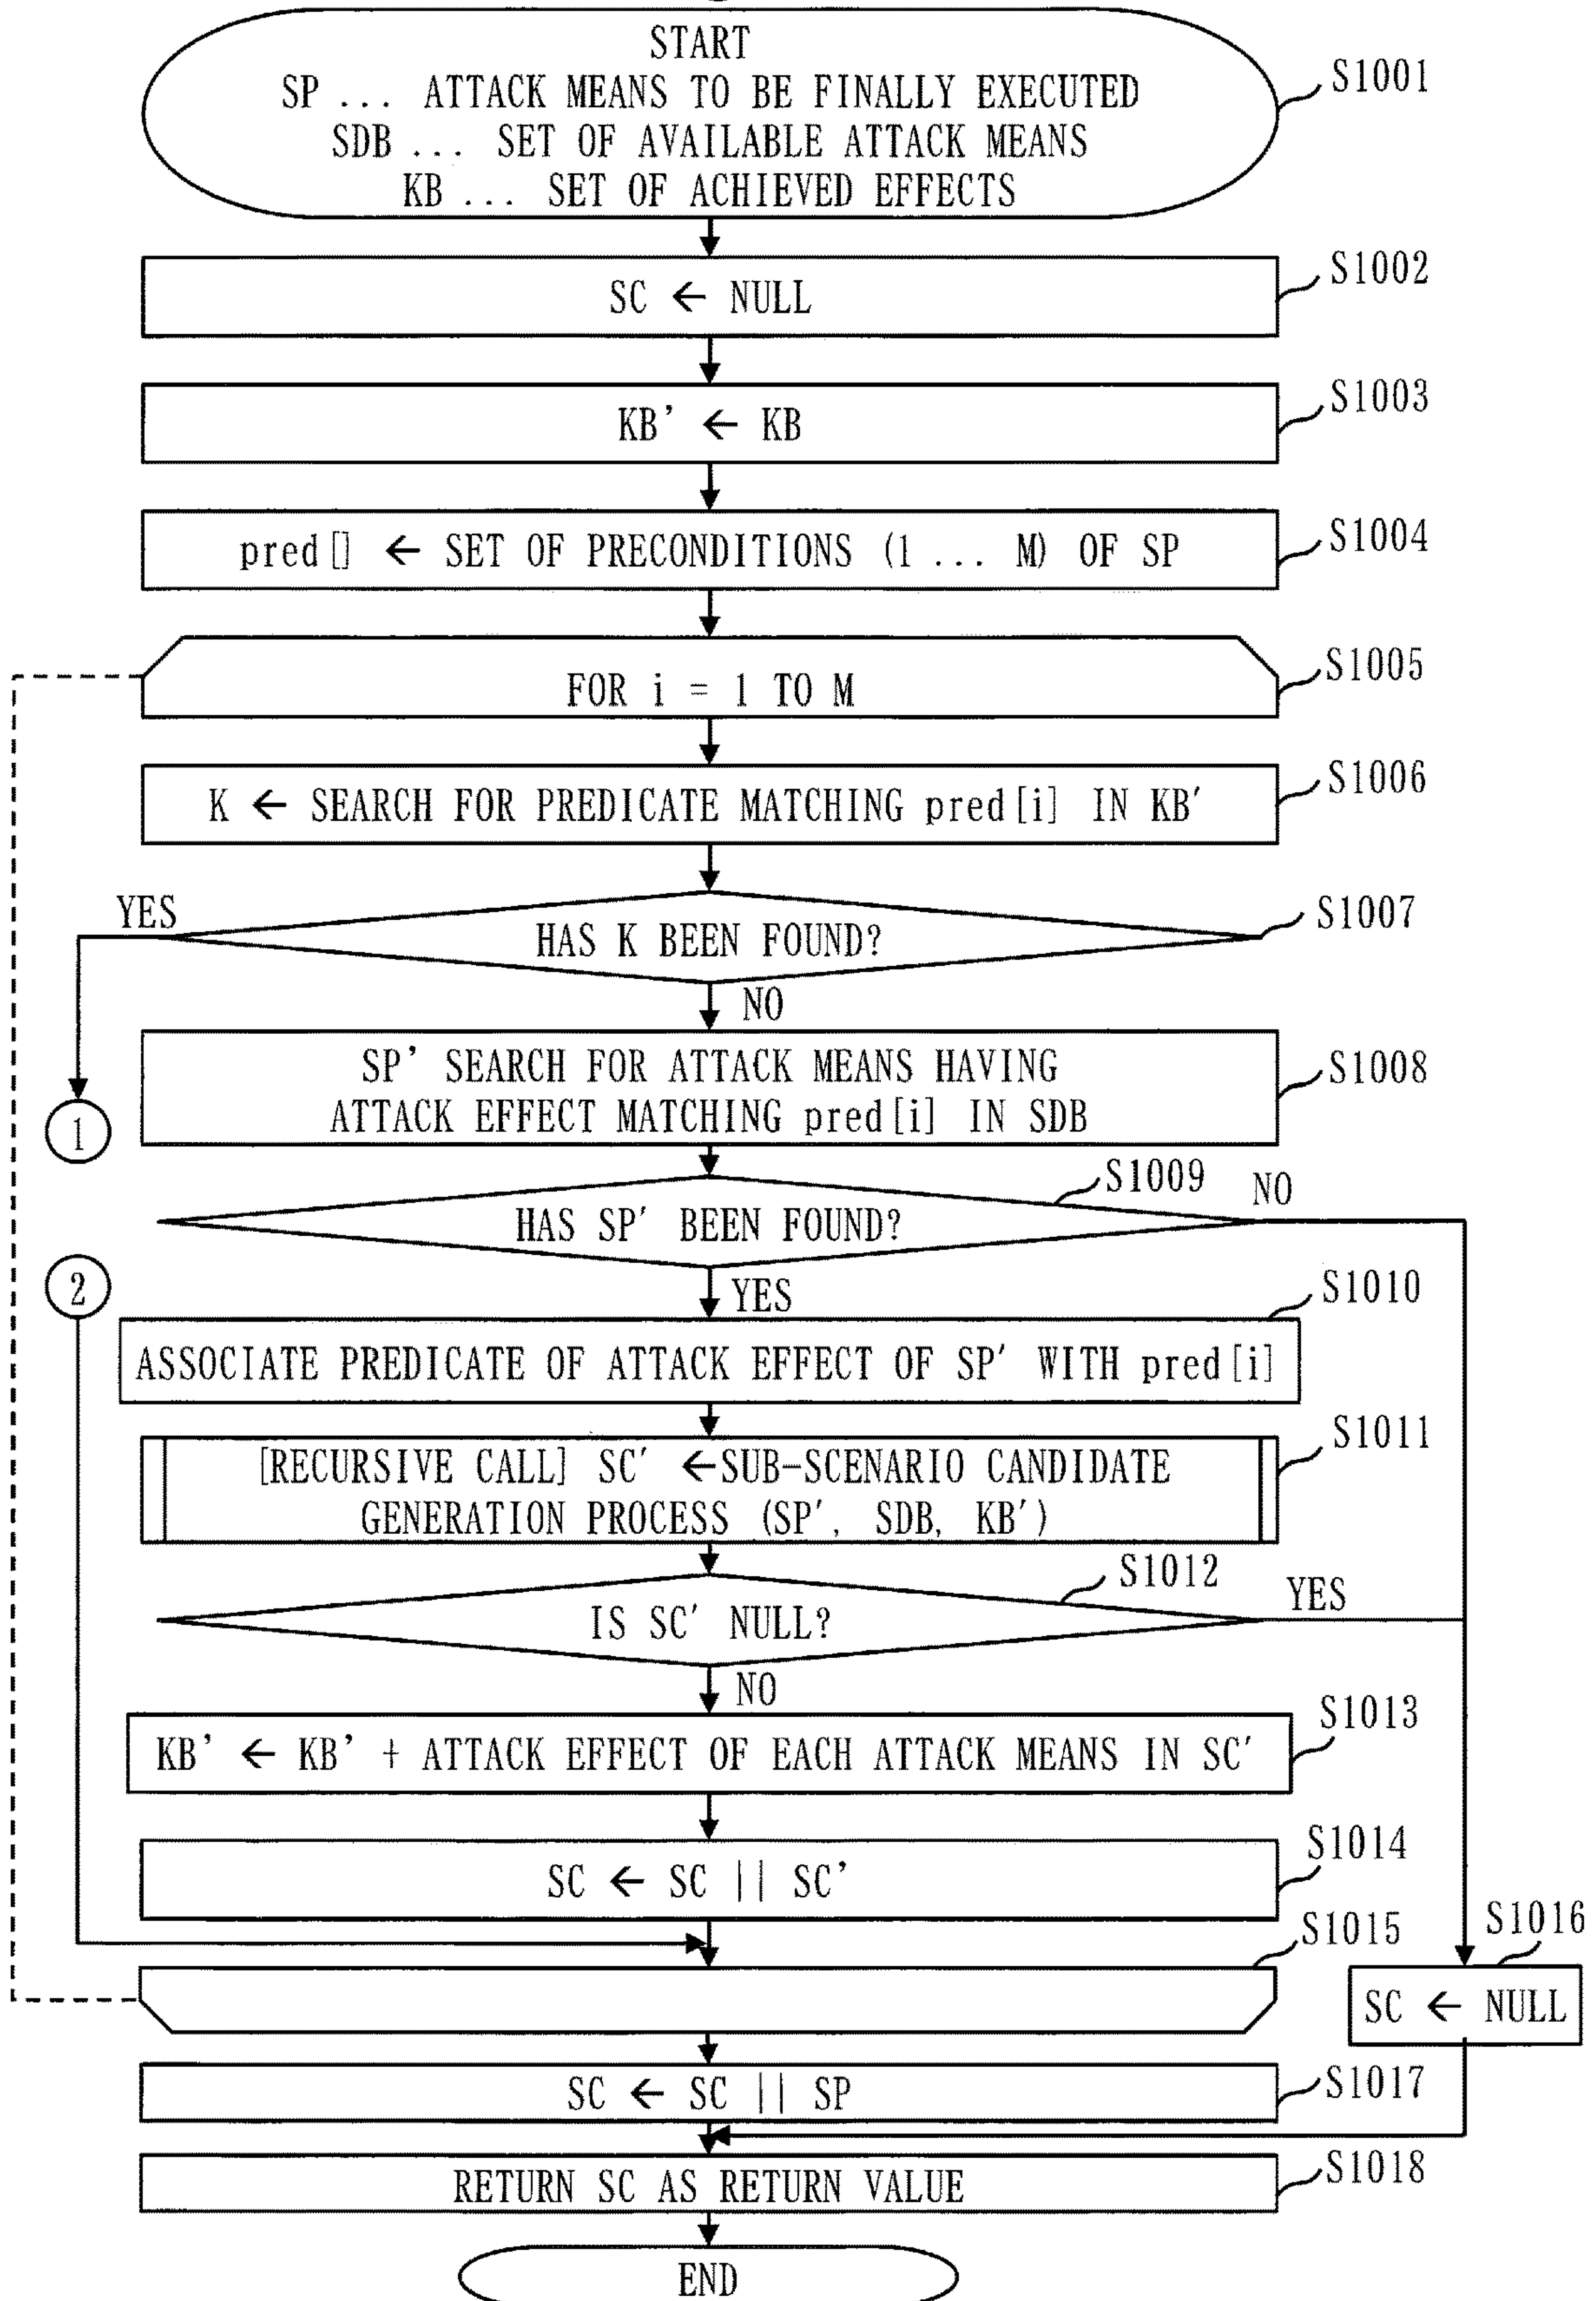 START
SP ... ATTACK MEANS TO BE FINALLY EXECUTED
SDB ... SET OF AVAILABLE ATTACK MEANS
KB ... SET OF ACHIEVED EFFECTS
S1001
SC ← NULL
S1002
KB’ ← KB
S1003
pred[] ← SET OF PRECONDITIONS (1 ... M) OF SP
S1004
FOR i = 1 TO M
S1005
K ← SEARCH FOR PREDICATE MATCHING pred[i] IN KB′
S1006
YES
HAS K BEEN FOUND?
S1007
NO
SP’ SEARCH FOR ATTACK MEANS HAVING
ATTACK EFFECT MATCHING pred[i] IN SDB
S1008
1
S1009
NO
HAS SP′ BEEN FOUND?
2
YES
S1010
ASSOCIATE PREDICATE OF ATTACK EFFECT OF SP′ WITH pred[i]
S1011
[RECURSIVE CALL] SC′ ←SUB-SCENARIO CANDIDATE
GENERATION PROCESS (SP′, SDB, KB′)
S1012
YES
IS SC′ NULL?
NO
S1013
KB’ ← KB’ + ATTACK EFFECT OF EACH ATTACK MEANS IN SC′
S1014
SC ← SC || SC’
S1015
S1016
SC ← NULL
SC ← SC || SP
S1017
RETURN SC AS RETURN VALUE
S1018
END